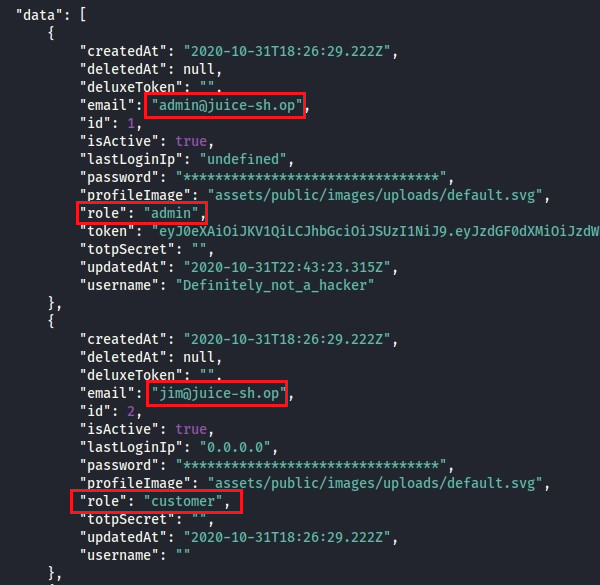 "data": [
{
"createdAt": "2020-10-31T18:26:29.222Z",
"deletedAt": null,
"deluxeToken": "",
"email": "admin@juice-sh.op",
"id": 1,
"isActive": true,
"lastLoginIp": "undefined",
"password": "********************************",
"profileImage": "assets/public/images/uploads/default.svg",
"role": "admin",
"token": "eyJ0eXAiOiJKV1QiLCJhbGciOiJSUzI1NiJ9.eyJzdGF0dXMiOiJzdW
"totpSecret": "",
"updatedAt": "2020-10-31T22:43:23.315Z",
"username": "Definitely_not_a_hacker"
},
{
"createdAt": "2020-10-31T18:26:29.222Z",
"deletedAt": null,
"deluxeToken": "",
"email": "jim@juice-sh.op",
"id": 2,
"isActive": true,
"lastLoginIp": "0.0.0.0",
"password": "********************************",
"profileImage": "assets/public/images/uploads/default.svg",
"role": "customer",
"totpSecret": "",
"updatedAt": "2020-10-31T18:26:29.222Z",
"username": ""
},